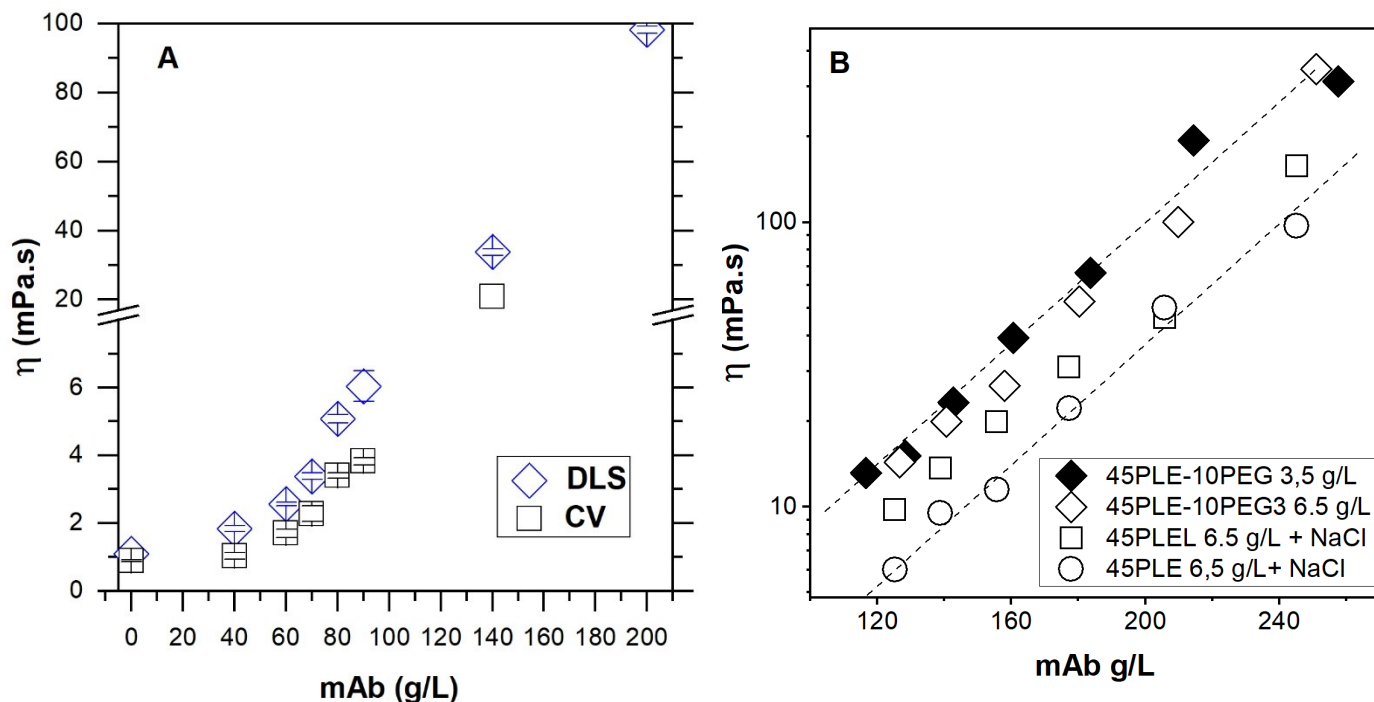 A
η (mPa.s)
100
80
60
40
20
6
4
2
0
DLS
CV
0 20 40 60 80 100 120 140 160 180 200
mAb (g/L)
B
η (mPa.s)
100
10
45PLE-10PEG 3,5 g/L
45PLE-10PEG3 6.5 g/L
45PLEL 6.5 g/L + NaCl
45PLE 6,5 g/L+ NaCl
120 160 200 240
mAb g/L